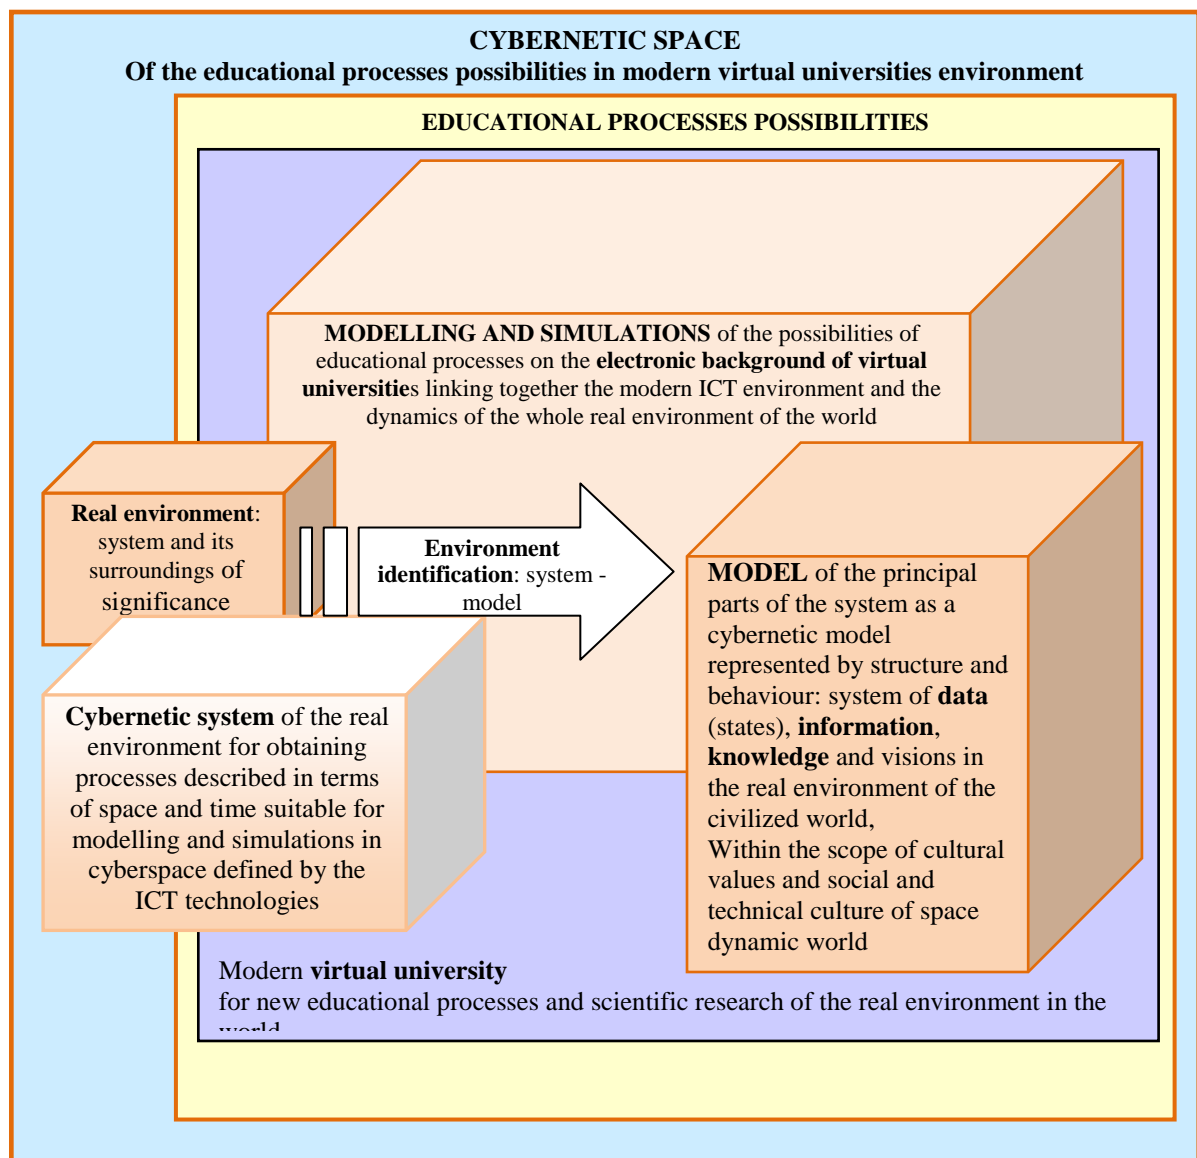 CYBERNETIC SPACE
Of the educational processes possibilities in modern virtual universities environment
EDUCATIONAL PROCESSES POSSIBILITIES
MODELLING AND SIMULATIONS of the possibilities of
educational processes on the electronic background of virtual
universities linking together the modern ICT environment and the
dynamics of the whole real environment of the world
Real environment:
system and its
surroundings of
significance
Environment
identification: system -
model
MODEL of the principal
parts of the system as a
cybernetic model
represented by structure and
behaviour: system of data
(states), information,
knowledge and visions in
the real environment of the
civilized world,
Within the scope of cultural
values and social and
technical culture of space
dynamic world
Cybernetic system of the real
environment for obtaining
processes described in terms
of space and time suitable for
modelling and simulations in
cyberspace defined by the
ICT technologies
Modern virtual university
for new educational processes and scientific research of the real environment in the
world